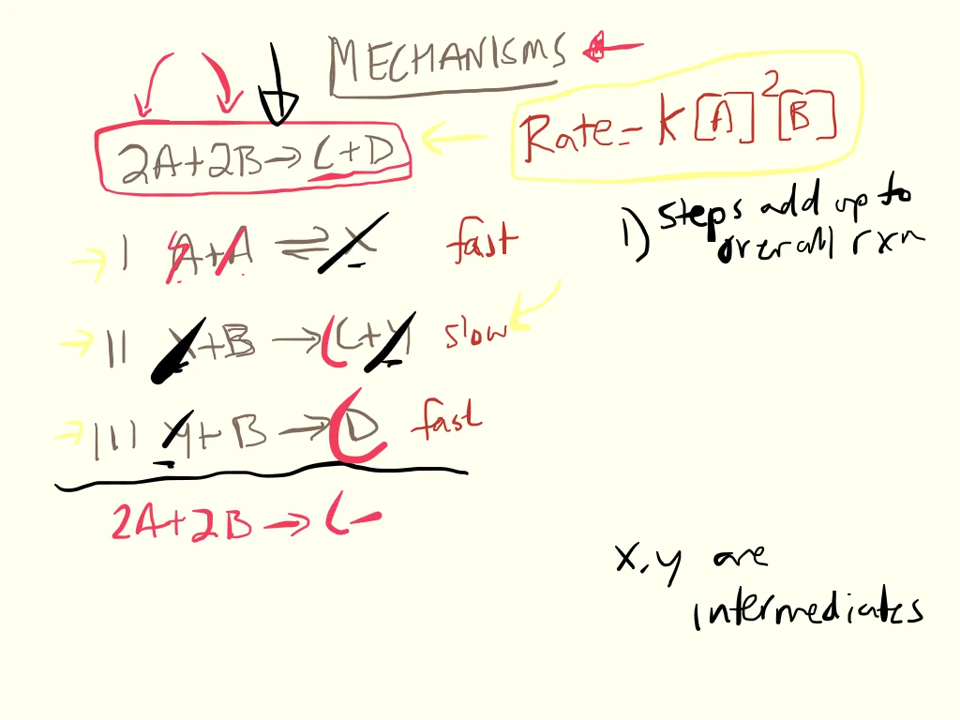 MECHANISMS
2A+2B→C+D
Rate=k[A]²[B]
I A+A⇌X fast
II X+B→C+Y slow
III Y+B→D fast
2A+2B→C
1) steps add up to
overall rxn
X,Y are
intermediates